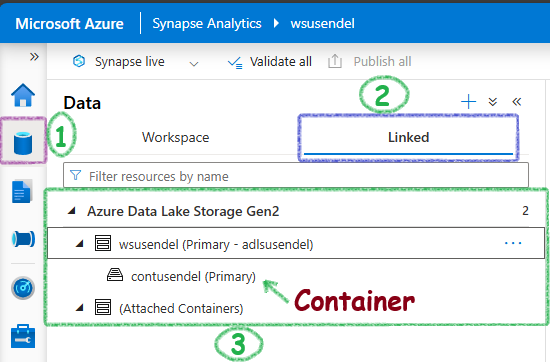 Microsoft Azure Synapse Analytics > wsusendel
» Synapse live Validate all Publish all
Data 2
1 Workspace Linked
Filter resources by name
Azure Data Lake Storage Gen2 2
wsusendel (Primary - adlsusendel) ...
contusendel (Primary)
Container
(Attached Containers)
3